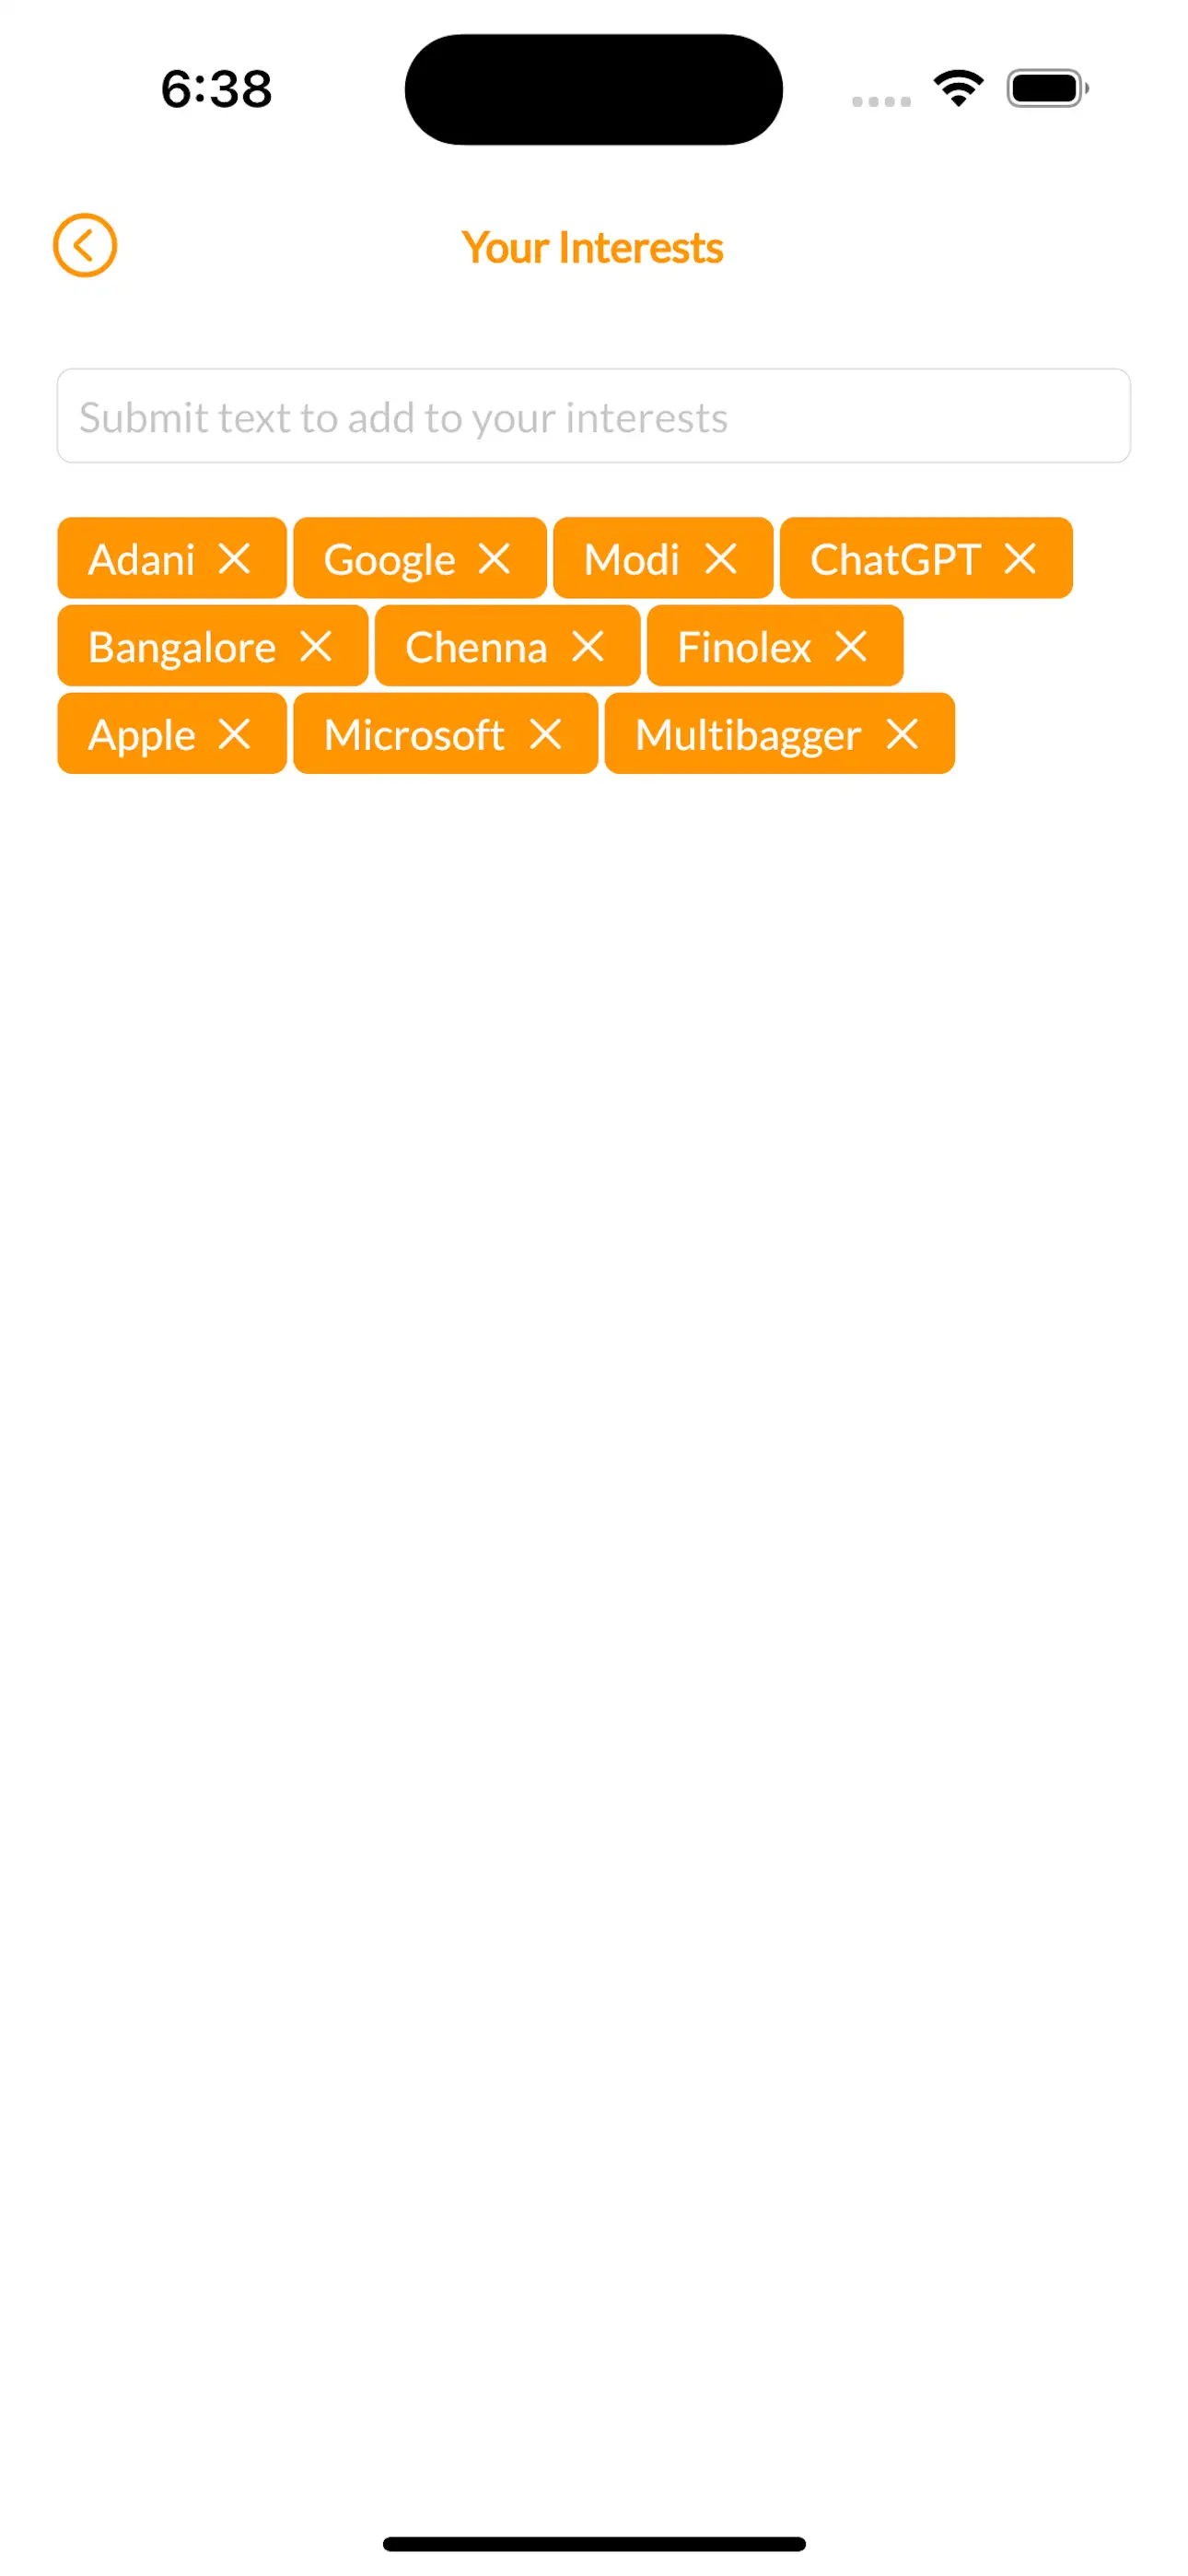 6:38
Your Interests
Submit text to add to your interests
Adani Google Modi ChatGPT
Bangalore Chenna Finolex
Apple Microsoft Multibagger